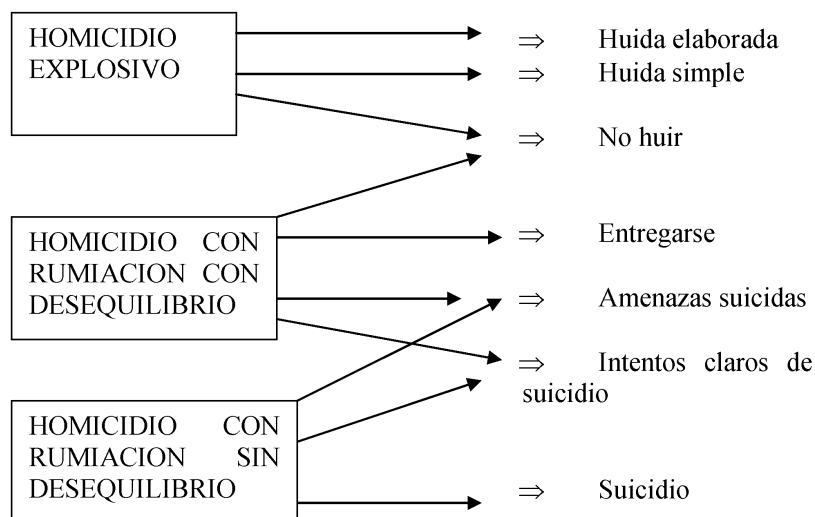 HOMICIDIO
EXPLOSIVO
⇒ Huida elaborada
⇒ Huida simple
⇒ No huir
HOMICIDIO CON
RUMIACION CON
DESEQUILIBRIO
⇒ Entregarse
⇒ Amenazas suicidas
⇒ Intentos claros de
suicidio
HOMICIDIO CON
RUMIACION SIN
DESEQUILIBRIO
⇒ Suicidio